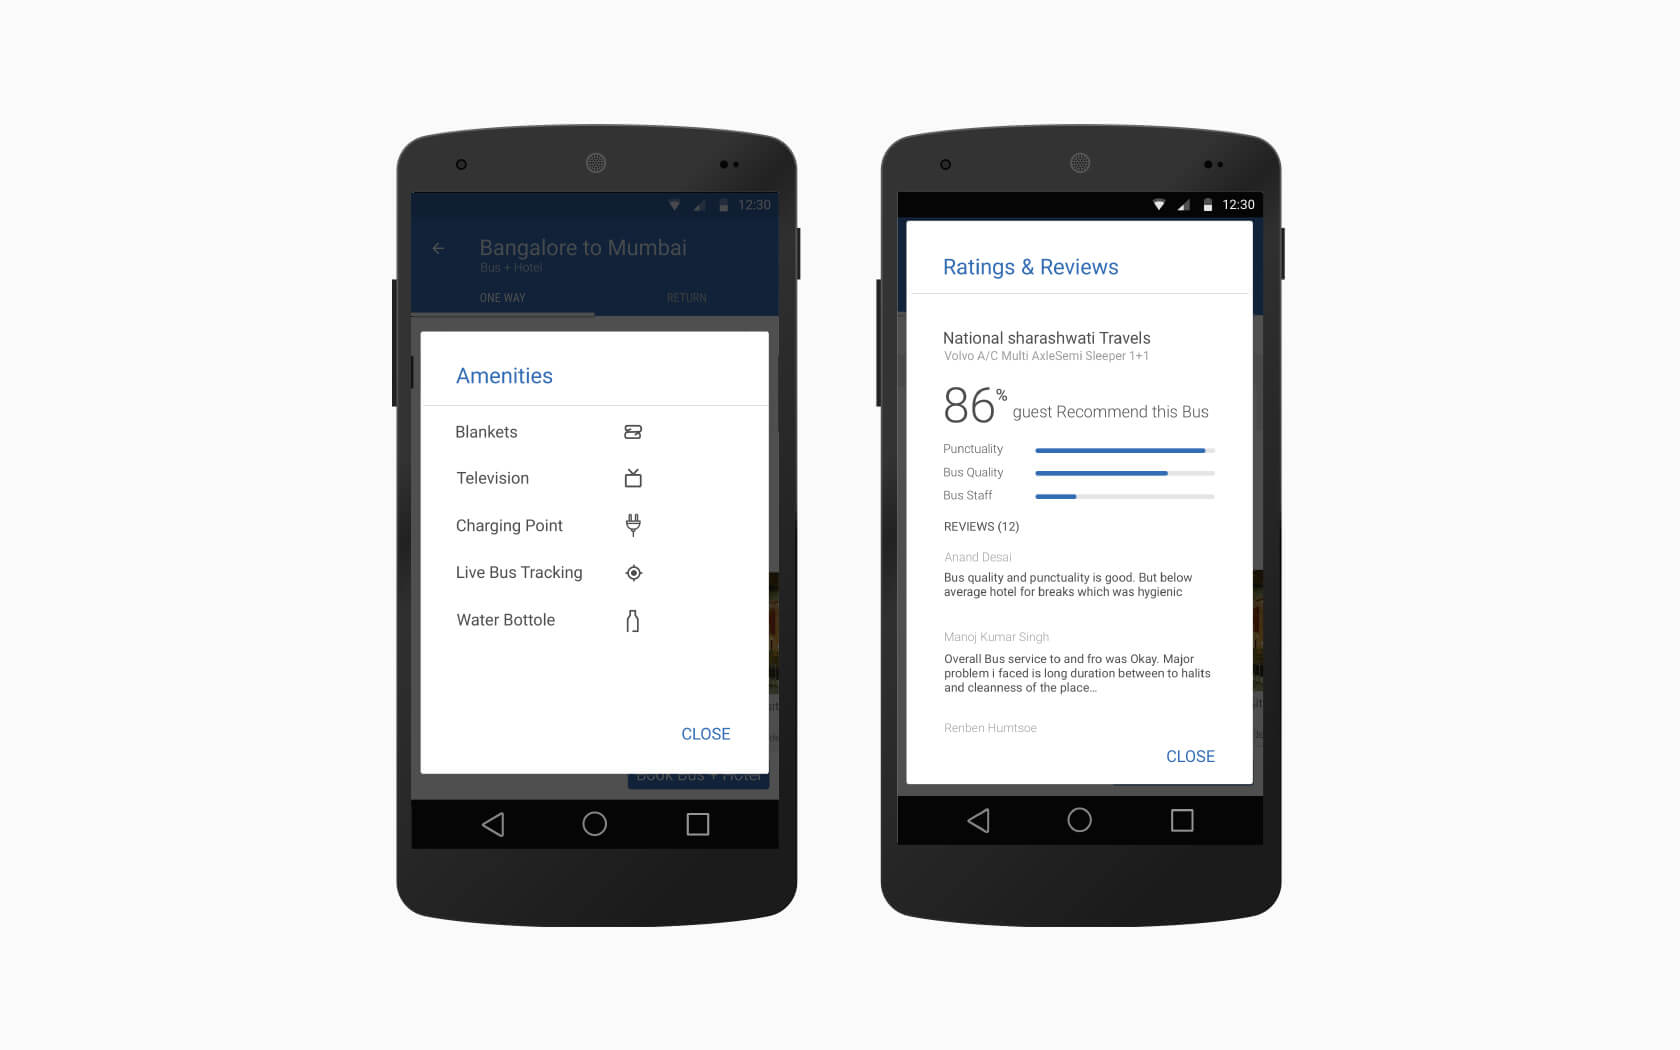 12:30
Bangalore to Mumbai
Bus + Hotel
ONE WAY RETURN
Amenities
Blankets
Television
Charging Point
Live Bus Tracking
Water Bottole
CLOSE
Book Bus + Hotel
12:30
Ratings & Reviews
National sharashwati Travels
Volvo A/C Multi AxleSemi Sleeper 1+1
86% guest Recommend this Bus
Punctuality
Bus Quality
Bus Staff
REVIEWS (12)
Anand Desai
Bus quality and punctuality is good. But below
average hotel for breaks which was hygienic
Manoj Kumar Singh
Overall Bus service to and fro was Okay. Major
problem i faced is long duration between to halits
and cleanness of the place...
Renben Humtsoe
CLOSE